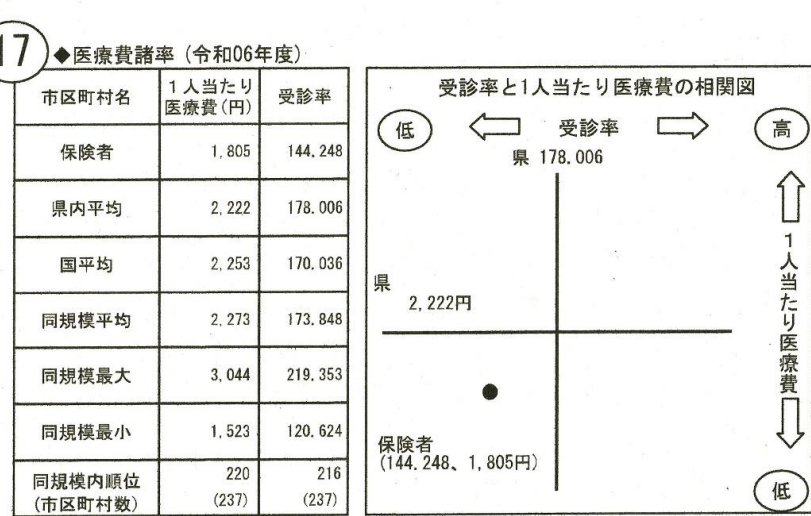 17 ◆医療費諸率 (令和06年度)
市区町村名 1人当たり医療費(円) 受診率
保険者 1,805 144.248
県内平均 2,222 178.006
国平均 2,253 170.036
同規模平均 2,273 173.848
同規模最大 3,044 219.353
同規模最小 1,523 120.624
同規模内順位 220 216
(市区町村数) (237) (237)
受診率と1人当たり医療費の相関図
低 受診率 高
県 178.006
1人当たり医療費
県
2,222円
保険者
(144.248、1,805円)
低